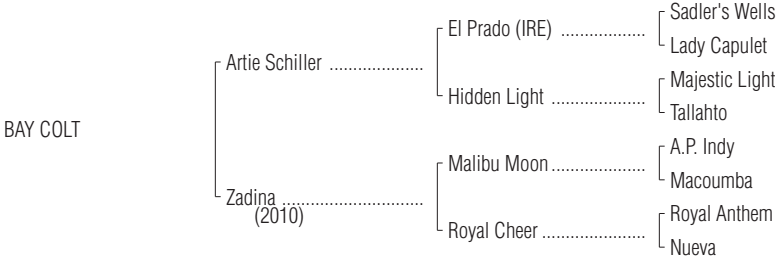 Sadler's Wells
El Prado (IRE) ...................
Lady Capulet
Artie Schiller ....................
Majestic Light
Hidden Light .....................
Tallahto
BAY COLT
A.P. Indy
Malibu Moon .....................
Macoumba
Zadina ..............................
(2010)
Royal Anthem
Royal Cheer ......................
Nueva